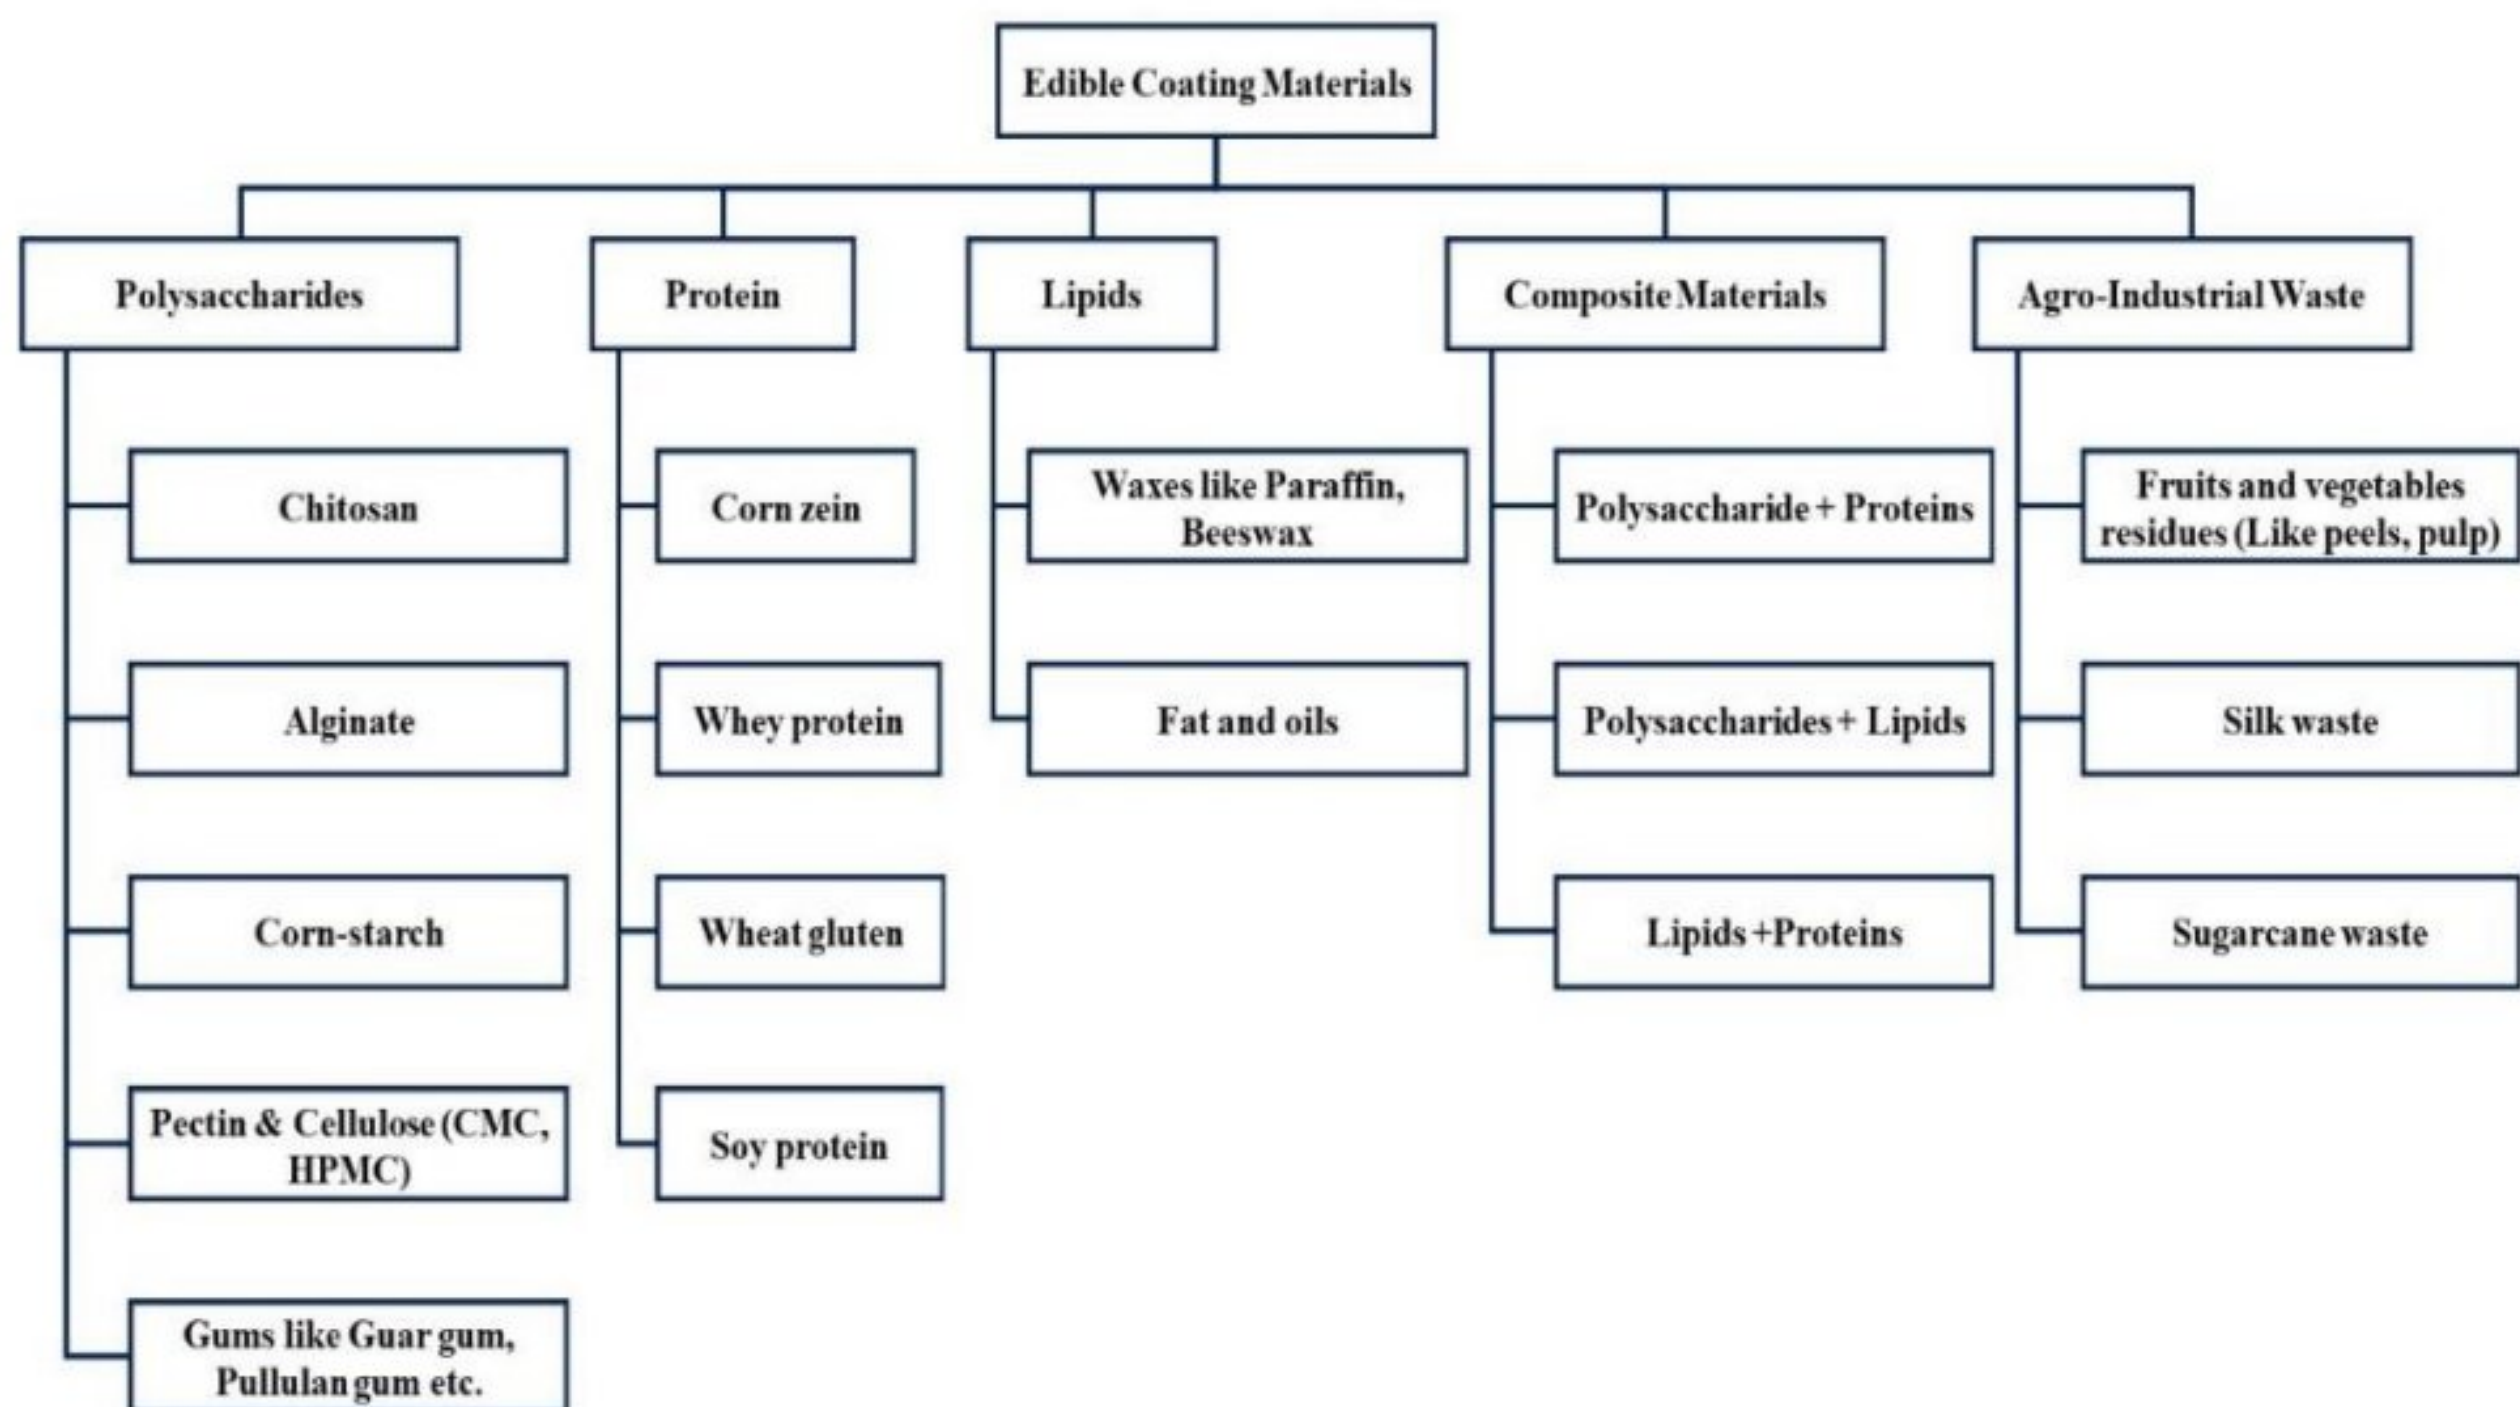 Edible Coating Materials
Polysaccharides
Protein
Lipids
Composite Materials
Agro-Industrial Waste
Chitosan
Alginate
Corn-starch
Pectin & Cellulose (CMC,
HPMC)
Gums like Guar gum,
Pullulan gum etc.
Corn zein
Whey protein
Wheat gluten
Soy protein
Waxes like Paraffin,
Beeswax
Fat and oils
Polysaccharide + Proteins
Polysaccharides + Lipids
Lipids +Proteins
Fruits and vegetables
residues (Like peels, pulp)
Silk waste
Sugarcane waste